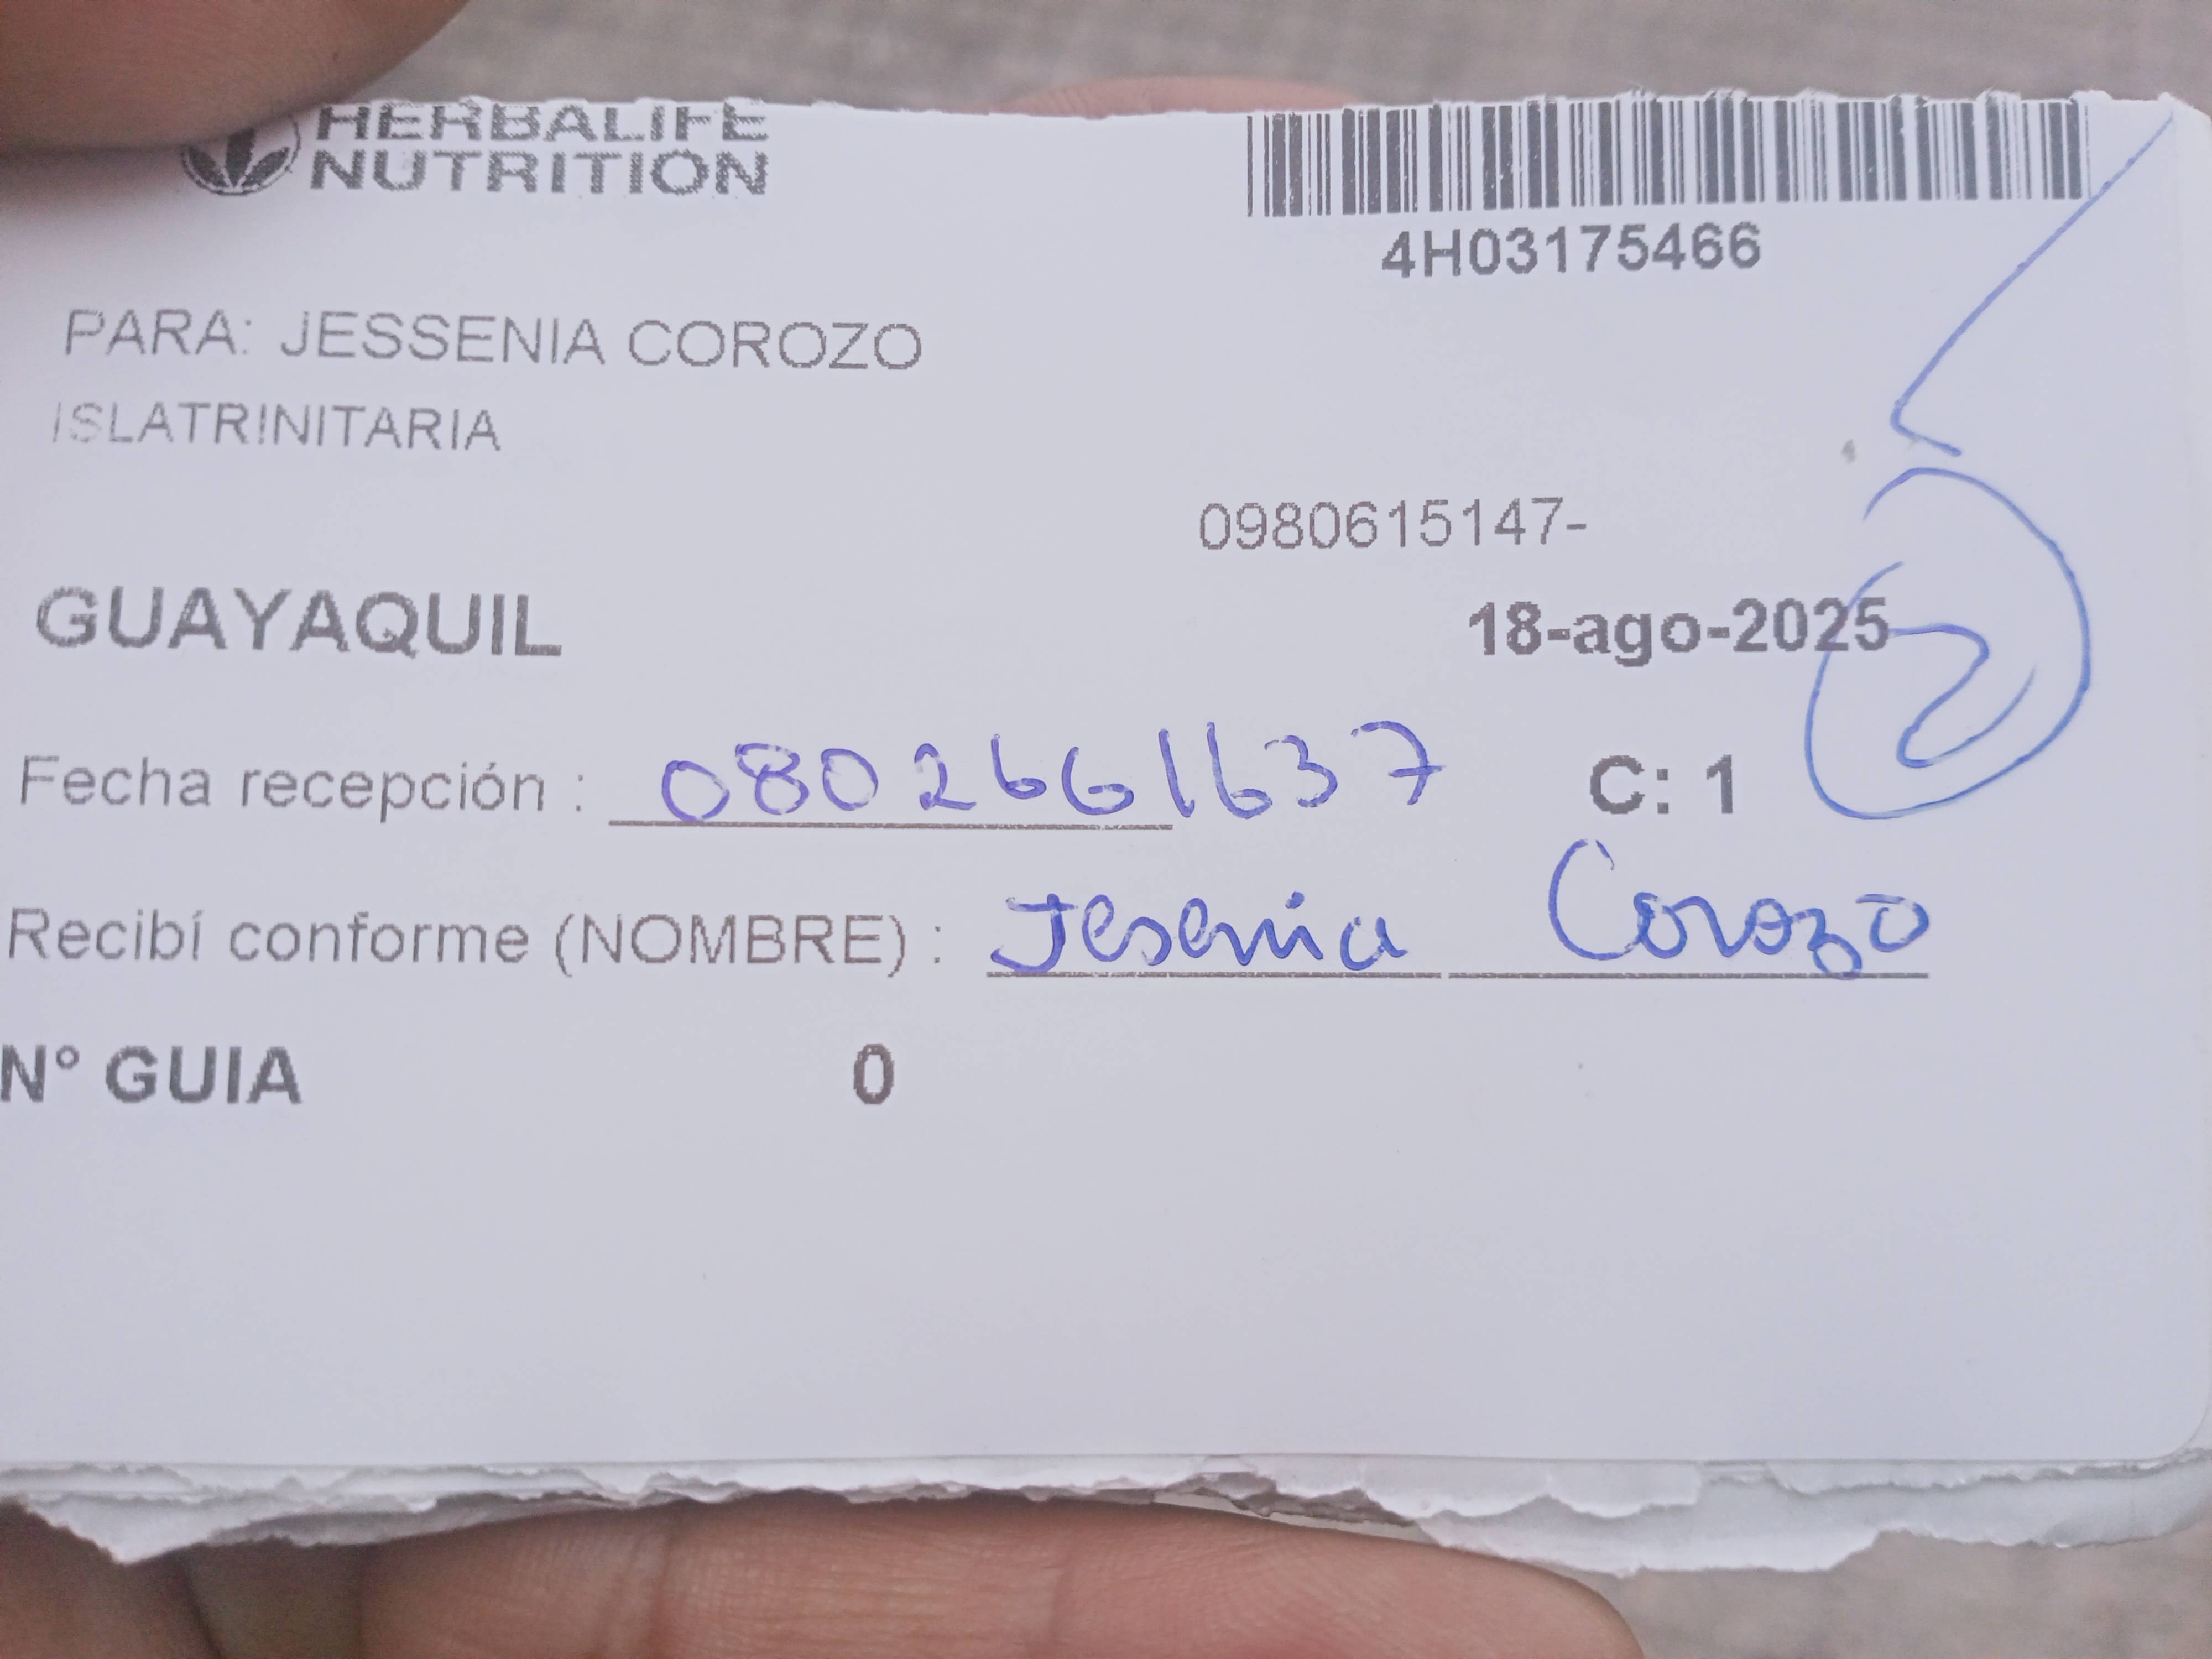 HERBALIFE
NUTRITION
4H03175466
PARA: JESSENIA COROZO
ISLATRINITARIA
0980615147-
GUAYAQUIL
18-ago-2025
Fecha recepción : 0802661637 C: 1
Recibí conforme (NOMBRE) : Jesenia Corozo
N° GUIA 0